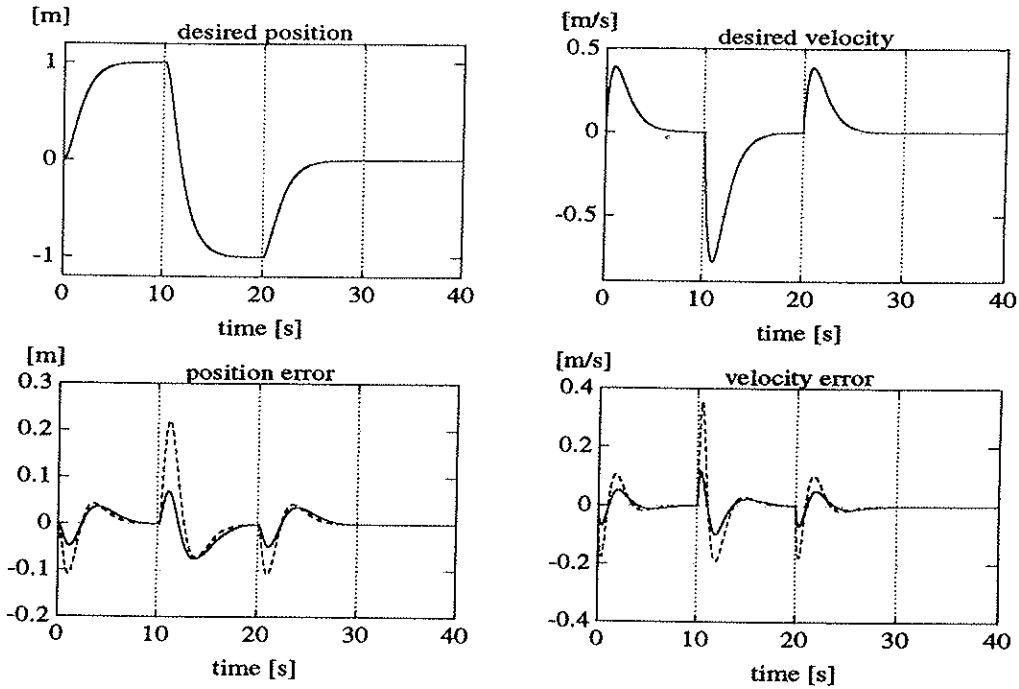 [m]
desired position
1
0
-1
0 10 20 30 40
time [s]
[m/s]
desired velocity
0.5
0
-0.5
0 10 20 30 40
time [s]
[m]
position error
0.3
0.2
0.1
0
-0.1
-0.2
0 10 20 30 40
time [s]
[m/s]
velocity error
0.4
0.2
0
-0.2
-0.4
0 10 20 30 40
time [s]